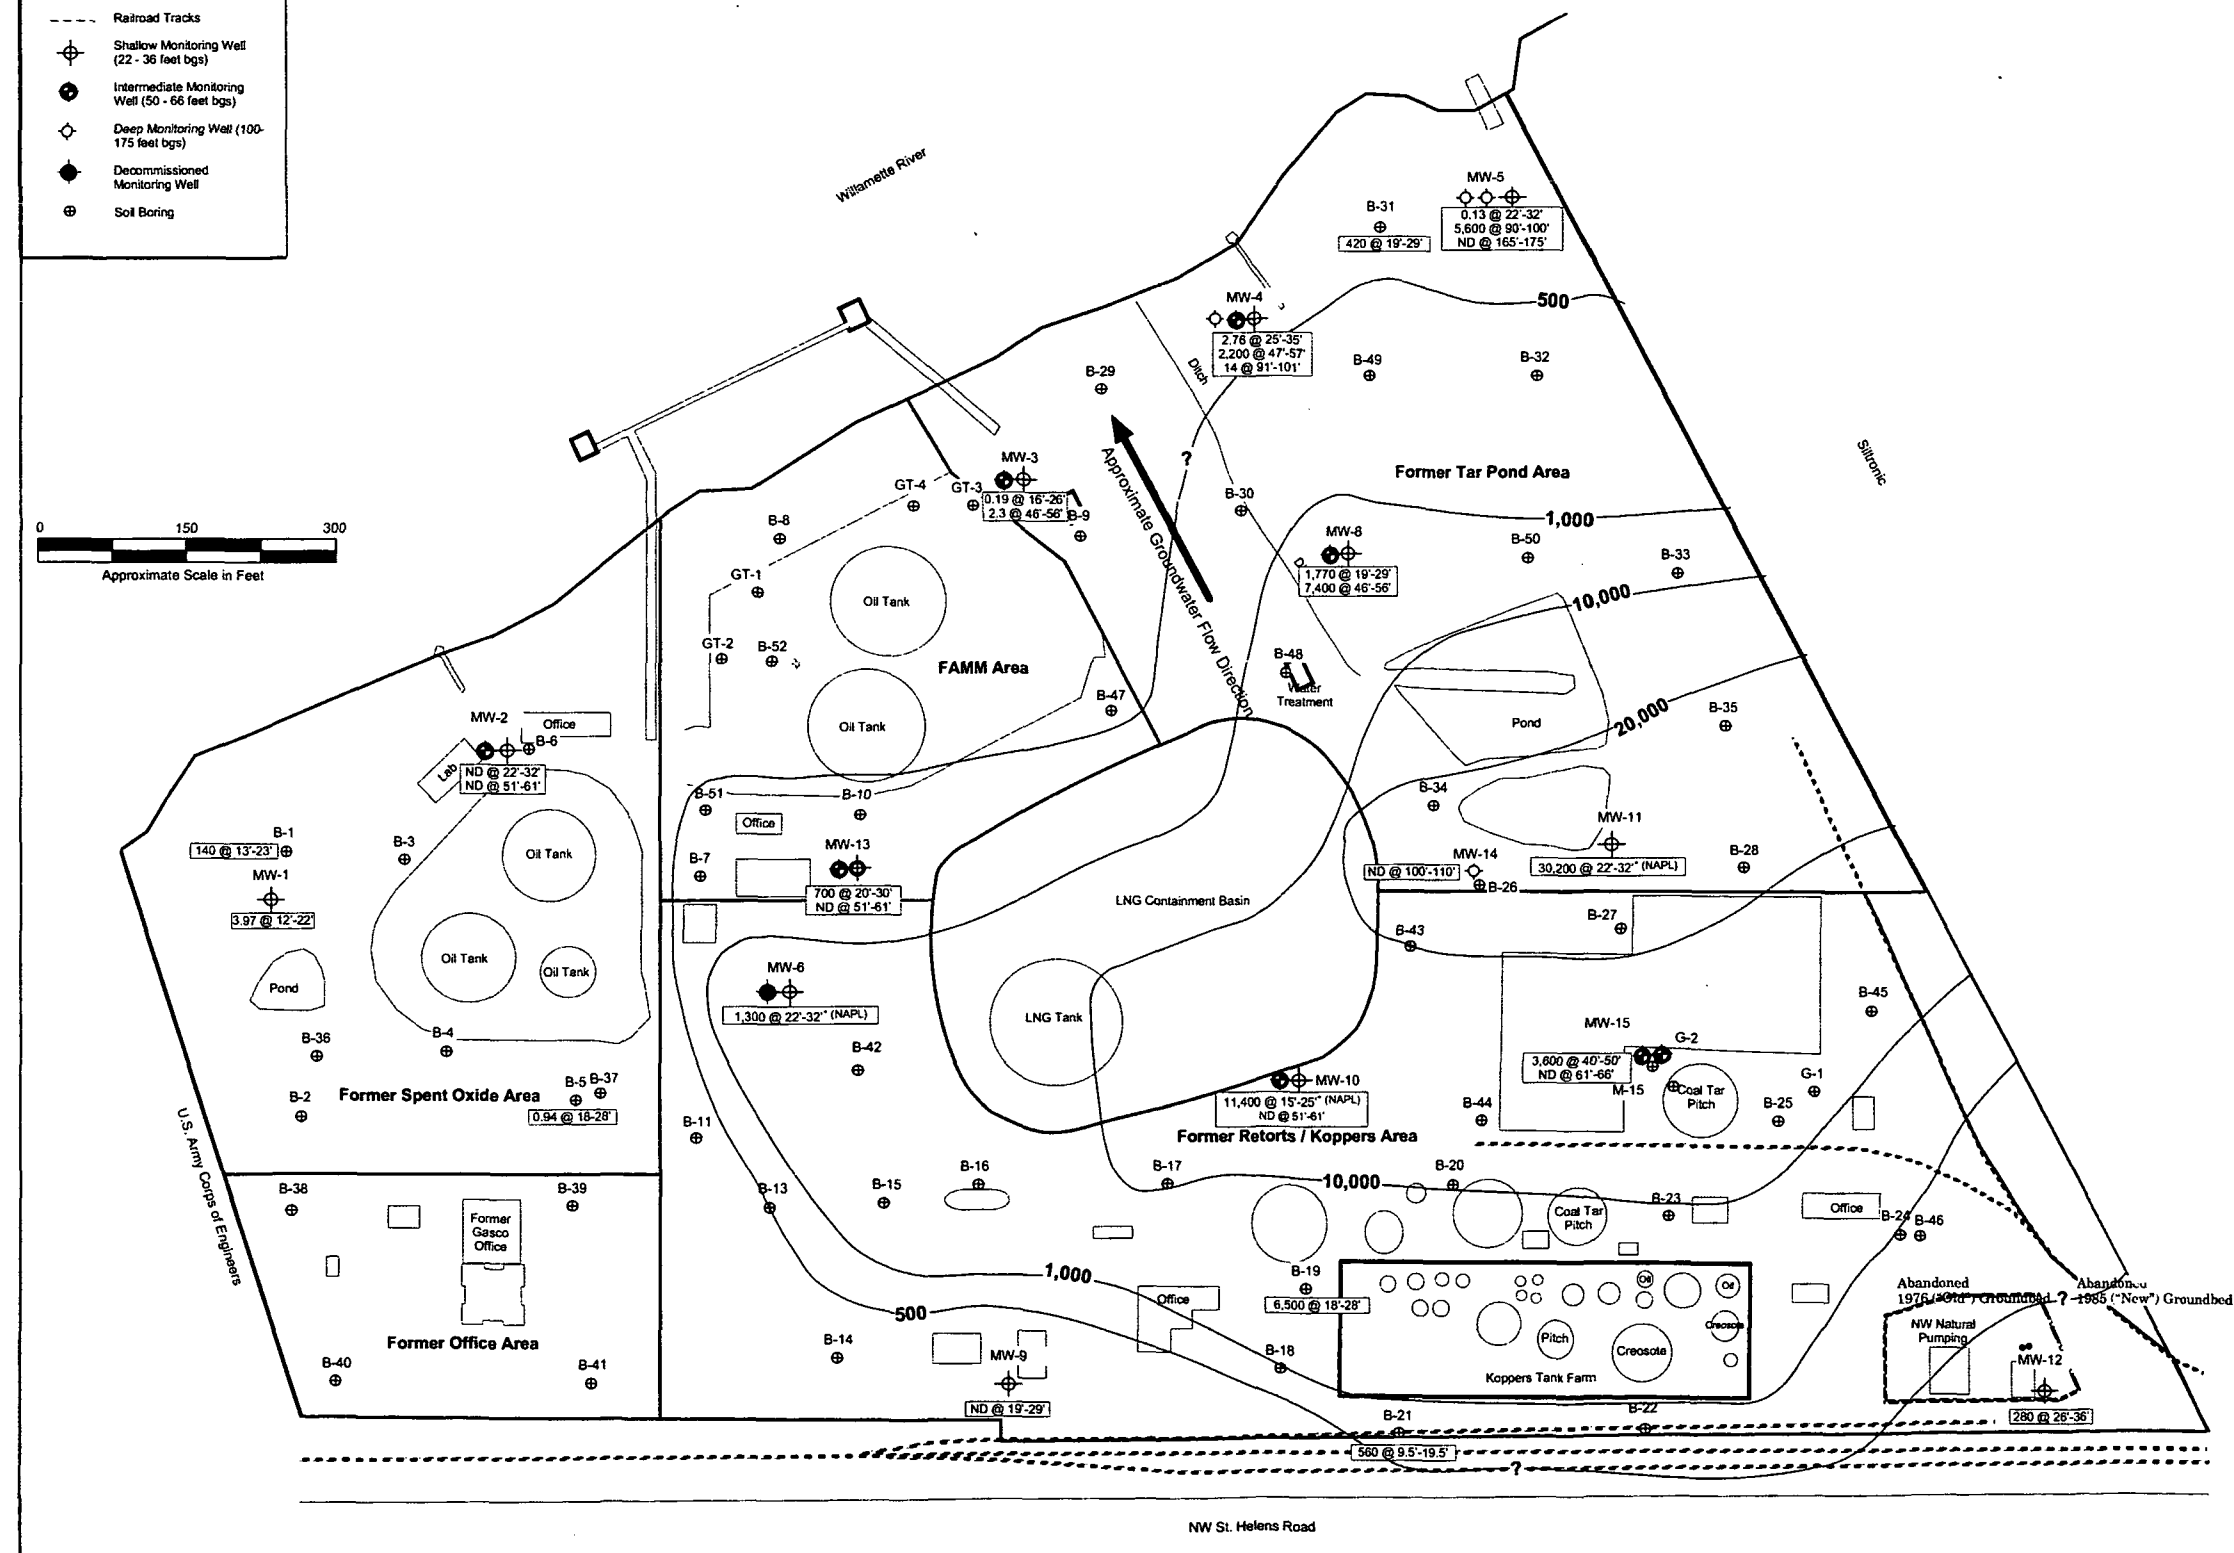 Railroad Tracks
Shallow Monitoring Well
(22 - 36 feet bgs)
Intermediate Monitoring
Well (50 - 66 feet bgs)
Deep Monitoring Well (100-
175 feet bgs)
Decommissioned
Monitoring Well
Soil Boring
Willamette River
MW-5
0.13 @ 22'-32'
5,600 @ 90'-100'
ND @ 165'-175'
B-31
420 @ 19'-29'
500
MW-4
2.76 @ 25'-35'
2,200 @ 47'-57'
14 @ 91'-101'
Ditch
B-49
B-32
B-29
?
Approximate Groundwater Flow Direction
Former Tar Pond Area
Siltronic
MW-3
0.19 @ 16'-26'
2.3 @ 46'-56'
GT-4
GT-3
B-9
B-30
1,000
0
150
300
Approximate Scale in Feet
B-8
MW-8
1,770 @ 19'-29'
7,400 @ 46'-56'
B-50
B-33
GT-1
Oil Tank
10,000
GT-2
B-52
FAMM Area
B-48
Water
Treatment
B-47
Oil Tank
Pond
20,000
B-35
MW-2
Office
B-6
Lab
ND @ 22'-32'
ND @ 51'-61'
B-51
B-10
Office
B-34
MW-11
30,200 @ 22'-32'* (NAPL)
B-1
140 @ 13'-23'
B-3
Oil Tank
B-7
MW-13
700 @ 20'-30'
ND @ 51'-61'
MW-14
ND @ 100'-110'
B-26
B-28
MW-1
3.97 @ 12'-22'
LNG Containment Basin
B-27
B-43
Oil Tank
Oil Tank
Pond
MW-6
1,300 @ 22'-32'* (NAPL)
LNG Tank
B-45
MW-15
G-2
3,600 @ 40'-50'
ND @ 61'-66'
M-15
Coal Tar
Pitch
G-1
B-36
B-4
B-42
MW-10
11,400 @ 15'-25'* (NAPL)
ND @ 51'-61'
B-44
B-25
B-2
Former Spent Oxide Area
B-5
B-37
0.94 @ 18-28'
B-11
Former Retorts / Koppers Area
U.S. Army Corps of Engineers
B-16
B-17
10,000
B-20
B-38
B-39
B-13
B-15
B-23
Coal Tar
Pitch
Office
B-24
B-46
Former
Gasco
Office
1,000
B-19
6,500 @ 18'-28'
Oil
Oil
Abandoned
1976 ("Old") Groundbed
?
Abandoned
1985 ("New") Groundbed
Office
500
Former Office Area
B-14
MW-9
ND @ 19'-29'
B-18
Pitch
Creosote
Creosote
Koppers Tank Farm
NW Natural
Pumping
MW-12
280 @ 26'-36'
B-40
B-41
B-21
560 @ 9.5'-19.5'
B-22
?
NW St. Helens Road